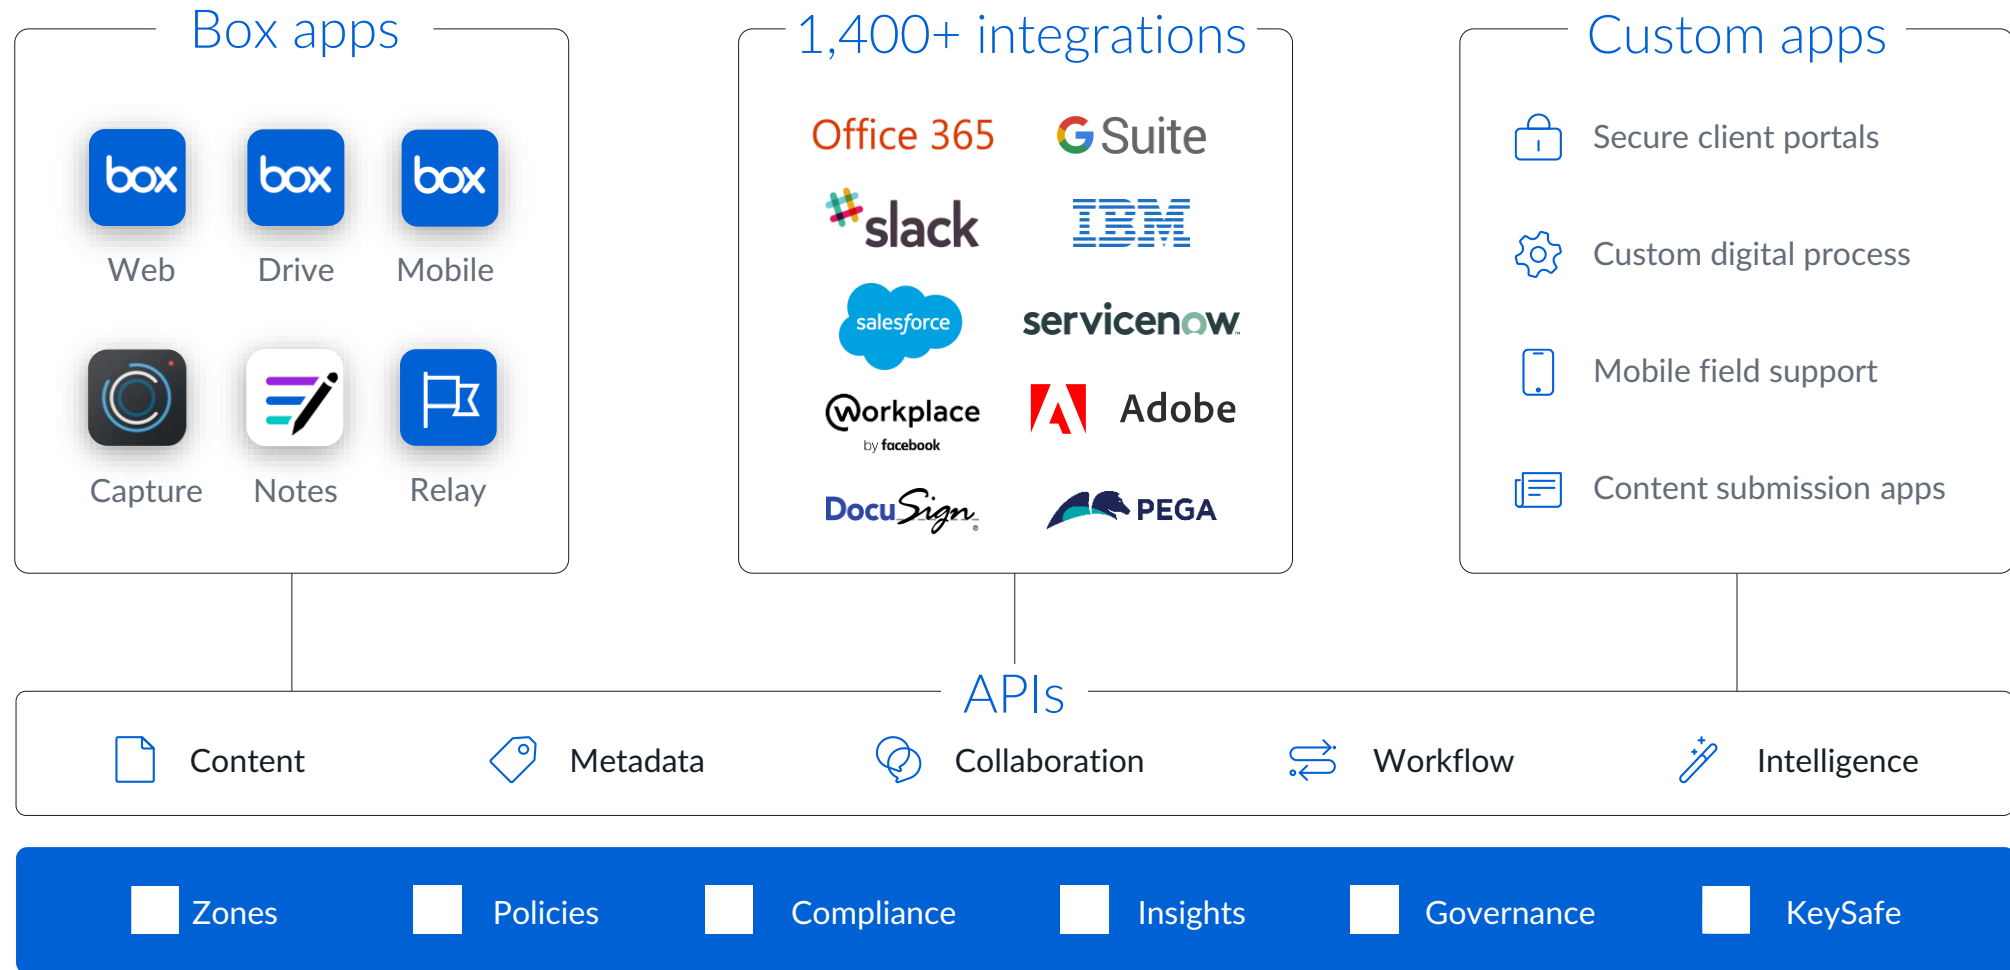 Box apps
box box box
Web Drive Mobile
Capture Notes Relay
1,400+ integrations
Office 365 G Suite
slack IBM
salesforce servicenow™
workplace Adobe
by facebook
DocuSign® PEGA
Custom apps
Secure client portals
Custom digital process
Mobile field support
Content submission apps
APIs
Content Metadata Collaboration Workflow Intelligence
Zones Policies Compliance Insights Governance KeySafe